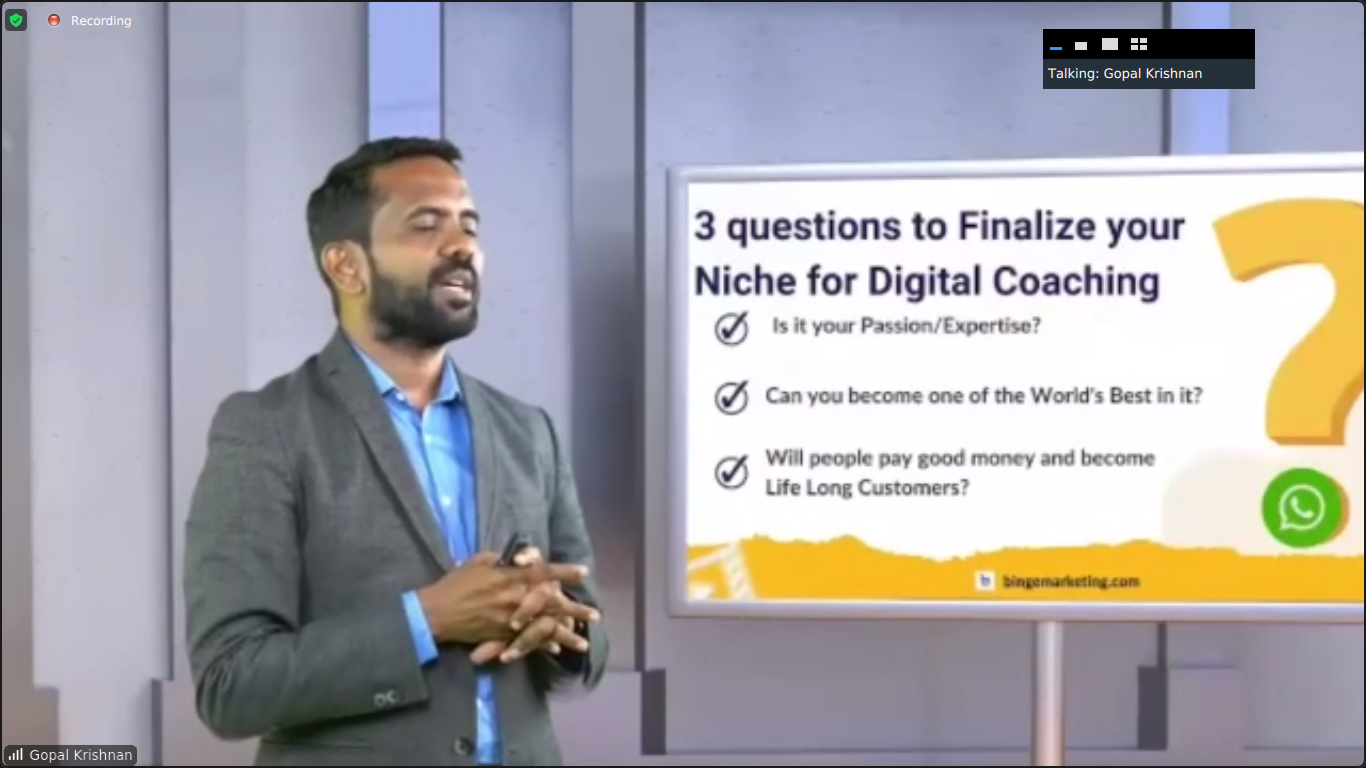 Recording
Talking: Gopal Krishnan
3 questions to Finalize your
Niche for Digital Coaching
Is it your Passion/Expertise?
Can you become one of the World's Best in it?
Will people pay good money and become
Life Long Customers?
b bingemarketing.com
Gopal Krishnan